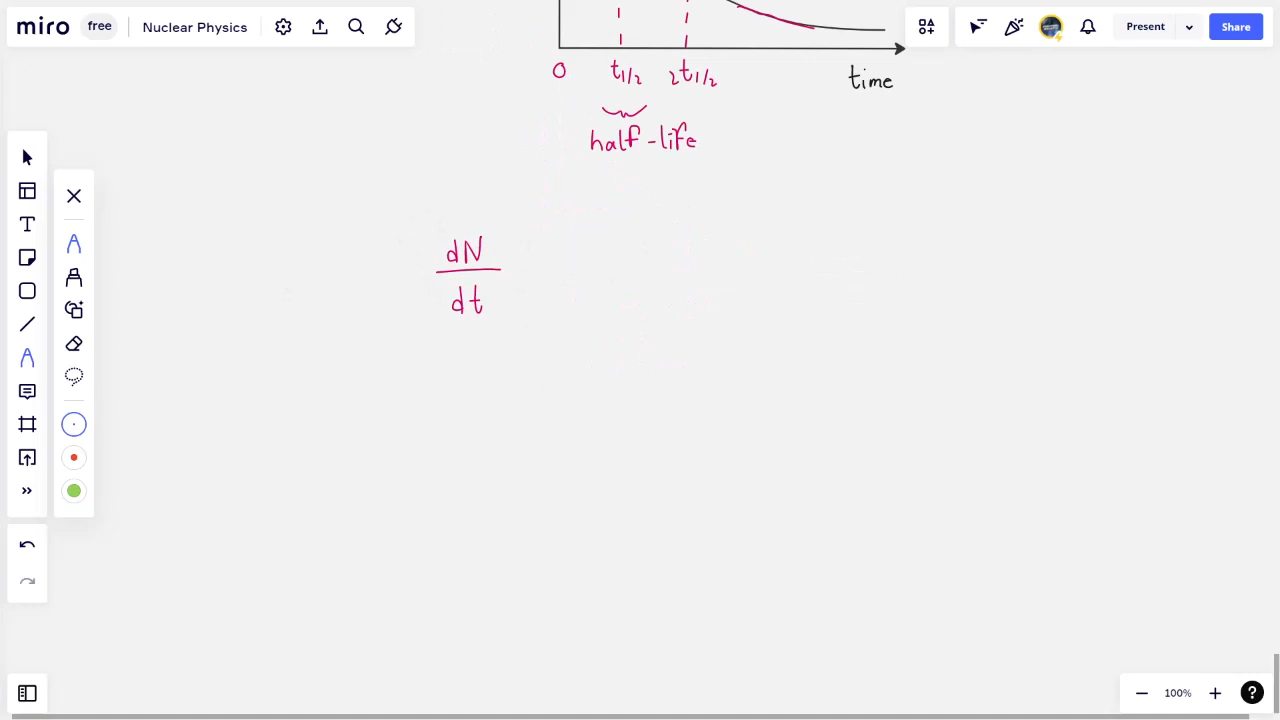 miro free Nuclear Physics Present Share
0 t1/2 2t1/2 time
half-life
dN
dt
100% ?